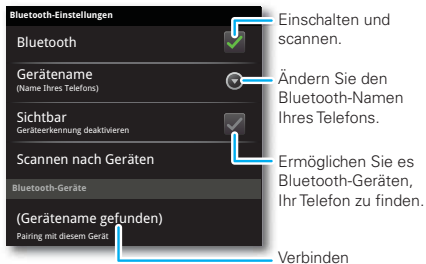 Bluetooth-Einstellungen
Bluetooth
Gerätename
(Name Ihres Telefons)
Sichtbar
Geräteerkennung deaktivieren
Scannen nach Geräten
Bluetooth-Geräte
(Gerätename gefunden)
Pairing mit diesem Gerät
Einschalten und
scannen.
Ändern Sie den
Bluetooth-Namen
Ihres Telefons.
Ermöglichen Sie es
Bluetooth-Geräten,
Ihr Telefon zu finden.
Verbinden